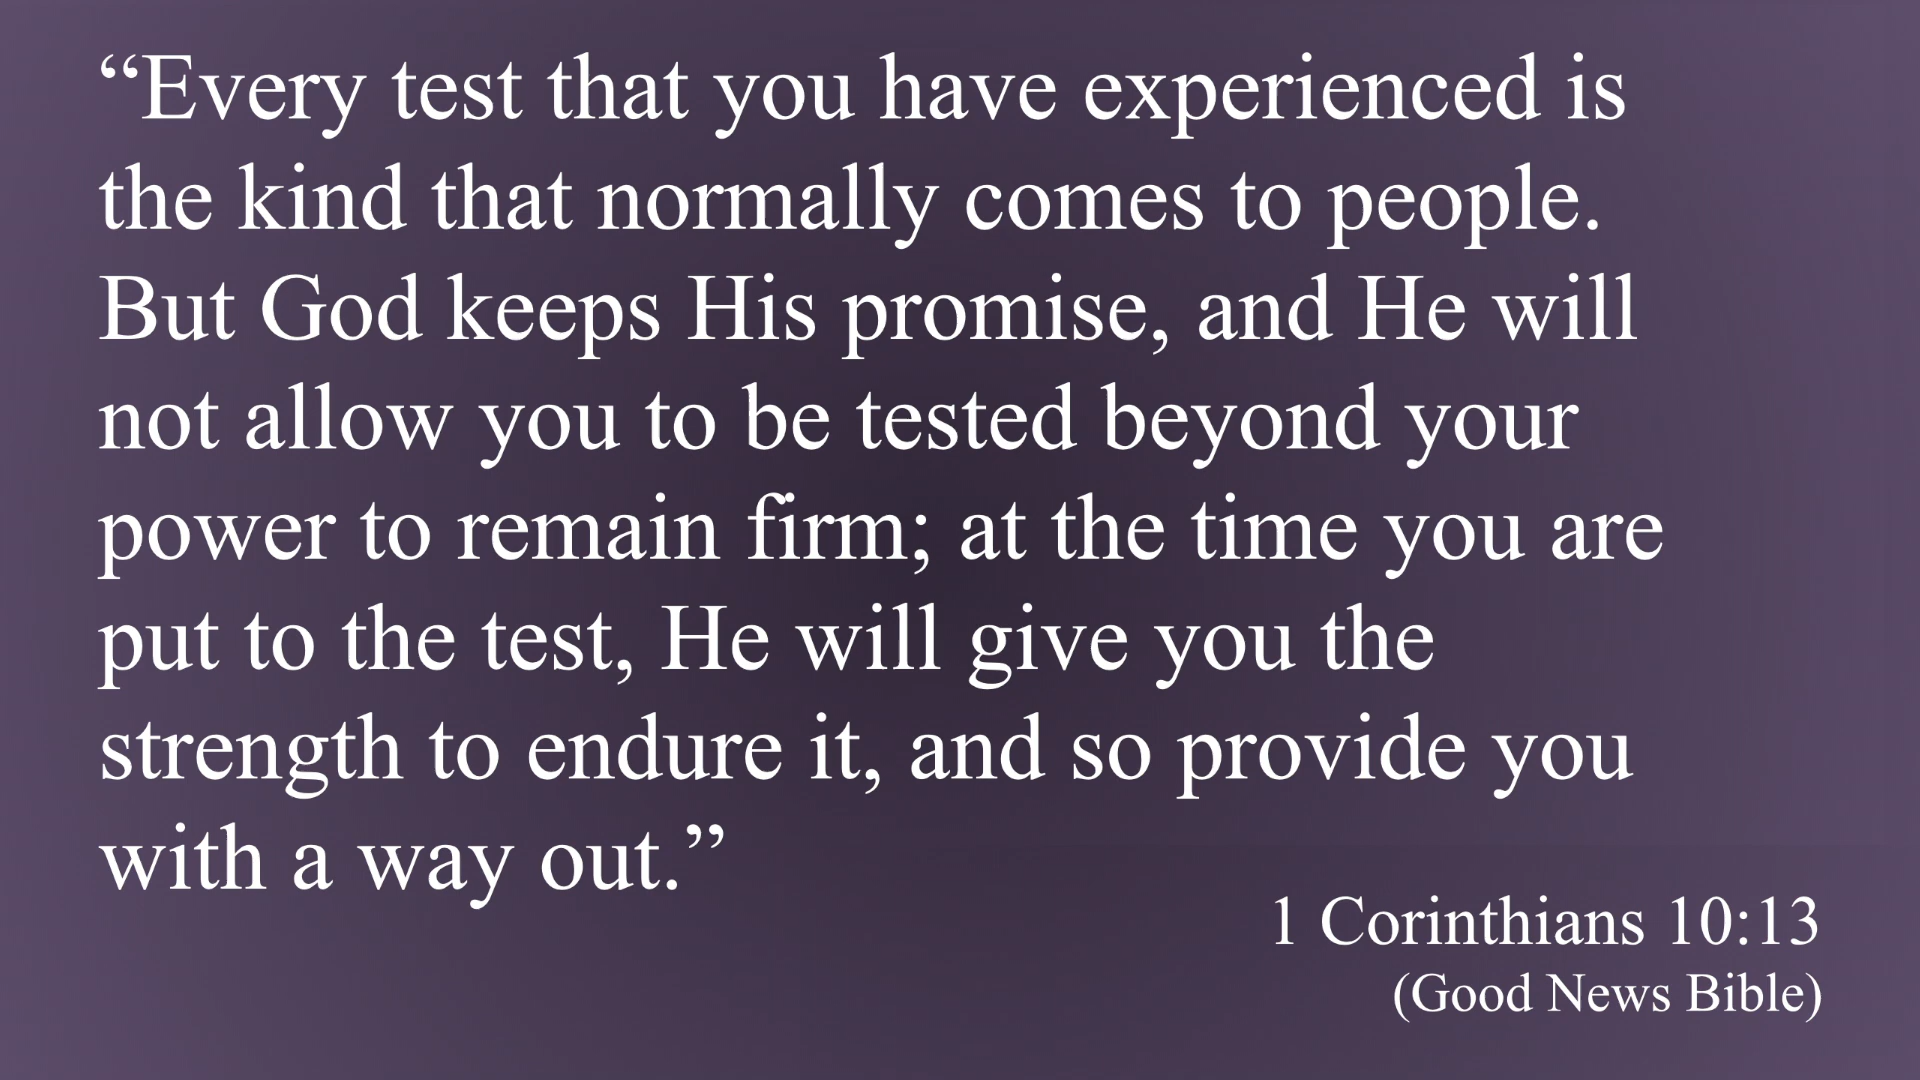 “Every test that you have experienced is
the kind that normally comes to people.
But God keeps His promise, and He will
not allow you to be tested beyond your
power to remain firm; at the time you are
put to the test, He will give you the
strength to endure it, and so provide you
with a way out.”
1 Corinthians 10:13
(Good News Bible)